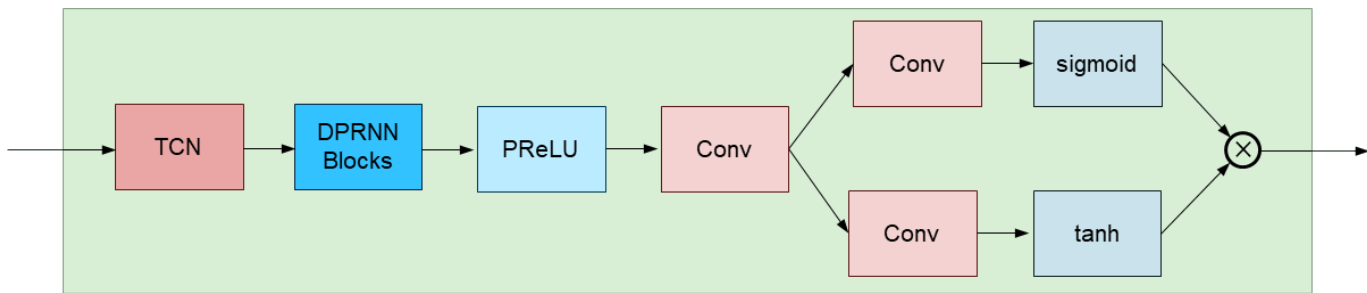 TCN
DPRNN
Blocks
PReLU
Conv
Conv
sigmoid
Conv
tanh
×